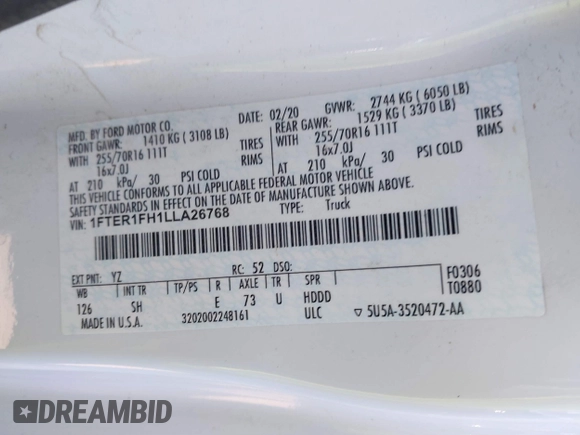 MFD. BY FORD MOTOR CO.
DATE: 02/20 GVWR: 2744 KG ( 6050 LB)
FRONT GAWR: 1410 KG ( 3108 LB)
REAR GAWR: 1529 KG ( 3370 LB)
WITH 255/70R16 111T TIRES
WITH 255/70R16 111T TIRES
16x7.0J RIMS
16x7.0J RIMS
AT 210 kPa/ 30 PSI COLD
AT 210 kPa/ 30 PSI COLD
THIS VEHICLE CONFORMS TO ALL APPLICABLE FEDERAL MOTOR VEHICLE
SAFETY STANDARDS IN EFFECT ON THE DATE OF MANUFACTURE SHOWN ABOVE.
VIN: 1FTER1FH1LLA26768
TYPE: Truck
F0306
T0880
EXT PNT: YZ RC: 52 DSO:
WB INT TR TP/PS R AXLE TR SPR
126 SH E 73 U HDDD
MADE IN U.S.A. 3202002248161 ULC ▽ 5U5A-3520472-AA
DREAMBID